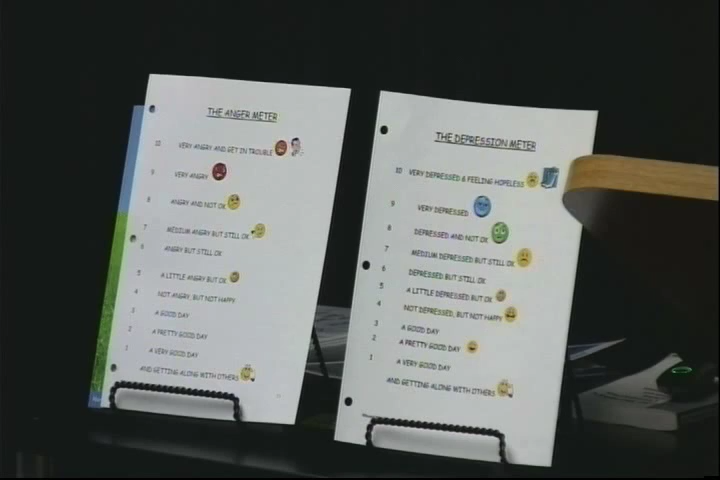 THE ANGER METER
10 VERY ANGRY AND GET IN TROUBLE
9 VERY ANGRY
8 ANGRY AND NOT OK
7 MEDIUM ANGRY BUT STILL OK
6 ANGRY BUT STILL OK
5 A LITTLE ANGRY BUT OK
4 NOT ANGRY, BUT NOT HAPPY
3 A GOOD DAY
2 A PRETTY GOOD DAY
1 A VERY GOOD DAY
AND GETTING ALONG WITH OTHERS
THE DEPRESSION METER
10 VERY DEPRESSED & FEELING HOPELESS
9 VERY DEPRESSED
8 DEPRESSED AND NOT OK
7 MEDIUM DEPRESSED BUT STILL OK
6 DEPRESSED BUT STILL OK
5 A LITTLE DEPRESSED BUT OK
4 NOT DEPRESSED, BUT NOT HAPPY
3 A GOOD DAY
2 A PRETTY GOOD DAY
1 A VERY GOOD DAY
AND GETTING ALONG WITH OTHERS